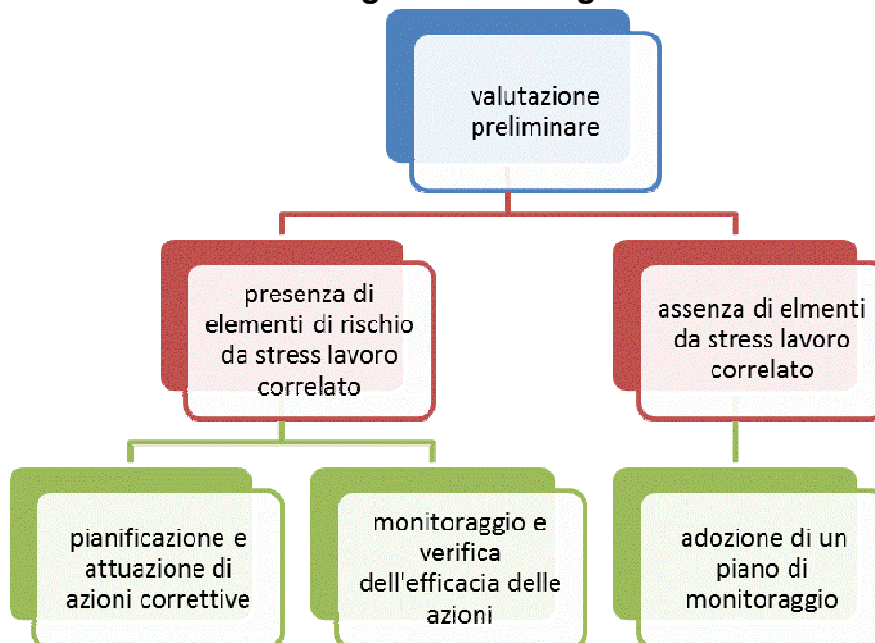 valutazione
preliminare
presenza di
elementi di rischio
da stress lavoro
correlato
assenza di elmenti
da stress lavoro
correlato
pianificazione e
attuazione di
azioni correttive
monitoraggio e
verifica
dell'efficacia delle
azioni
adozione di un
piano di
monitoraggio